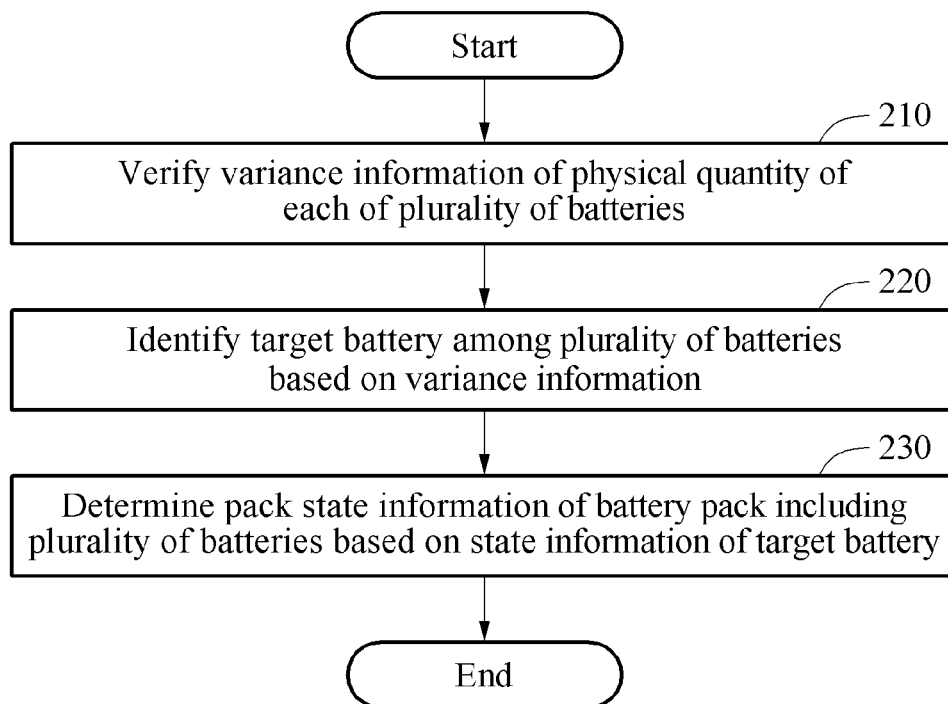 Start
210
Verify variance information of physical quantity of
each of plurality of batteries
220
Identify target battery among plurality of batteries
based on variance information
230
Determine pack state information of battery pack including
plurality of batteries based on state information of target battery
End